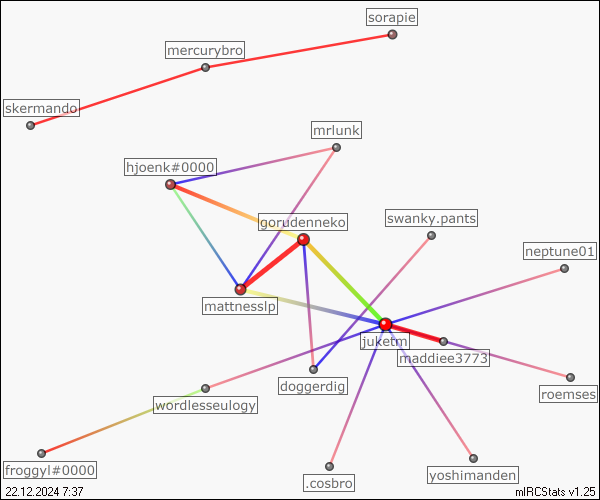 sorapie
mercurybro
skermando
mrlunk
hjoenk#0000
gorudenneko
swanky.pants
neptune01
mattnesslp
juketm
maddiee3773
doggerdig
roemses
wordlesseulogy
froggyl#0000
.cosbro
yoshimanden
22.12.2024 7:37
mIRCStats v1.25